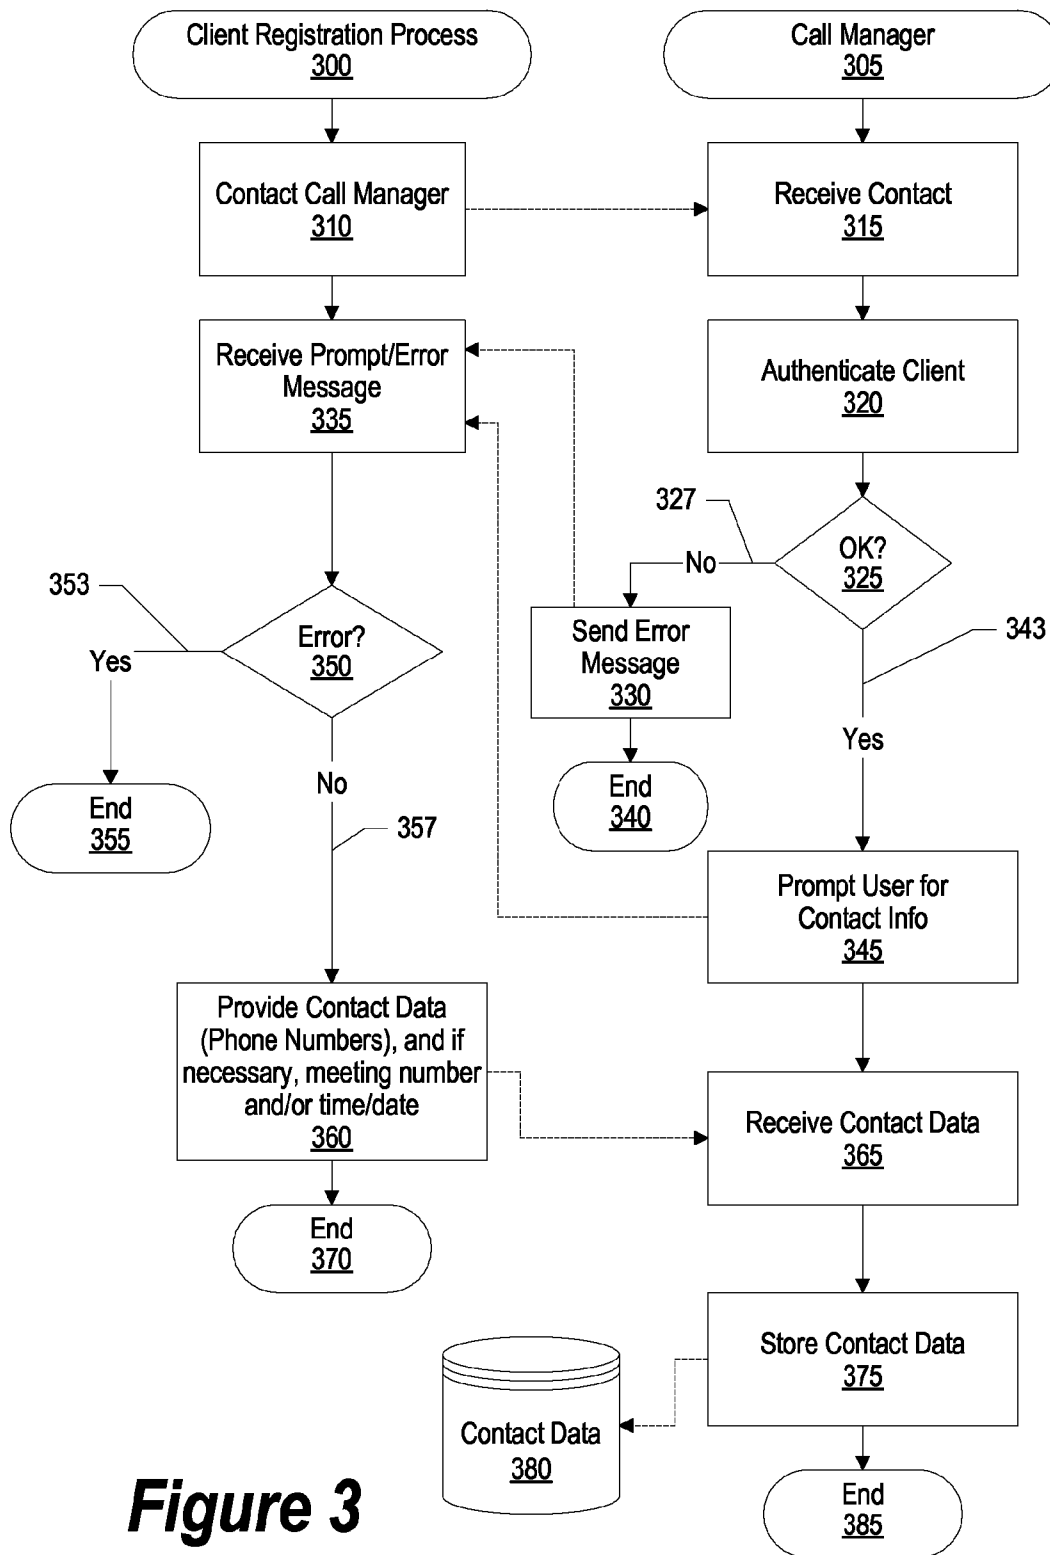 Client Registration Process
300
Call Manager
305
Contact Call Manager
310
Receive Contact
315
Receive Prompt/Error
Message
335
Authenticate Client
320
327
OK?
325
No
353
Error?
350
Yes
Send Error
Message
330
343
Yes
No
End
340
End
355
357
Prompt User for
Contact Info
345
Provide Contact Data
(Phone Numbers), and if
necessary, meeting number
and/or time/date
360
Receive Contact Data
365
End
370
Store Contact Data
375
Contact Data
380
End
385
Figure 3